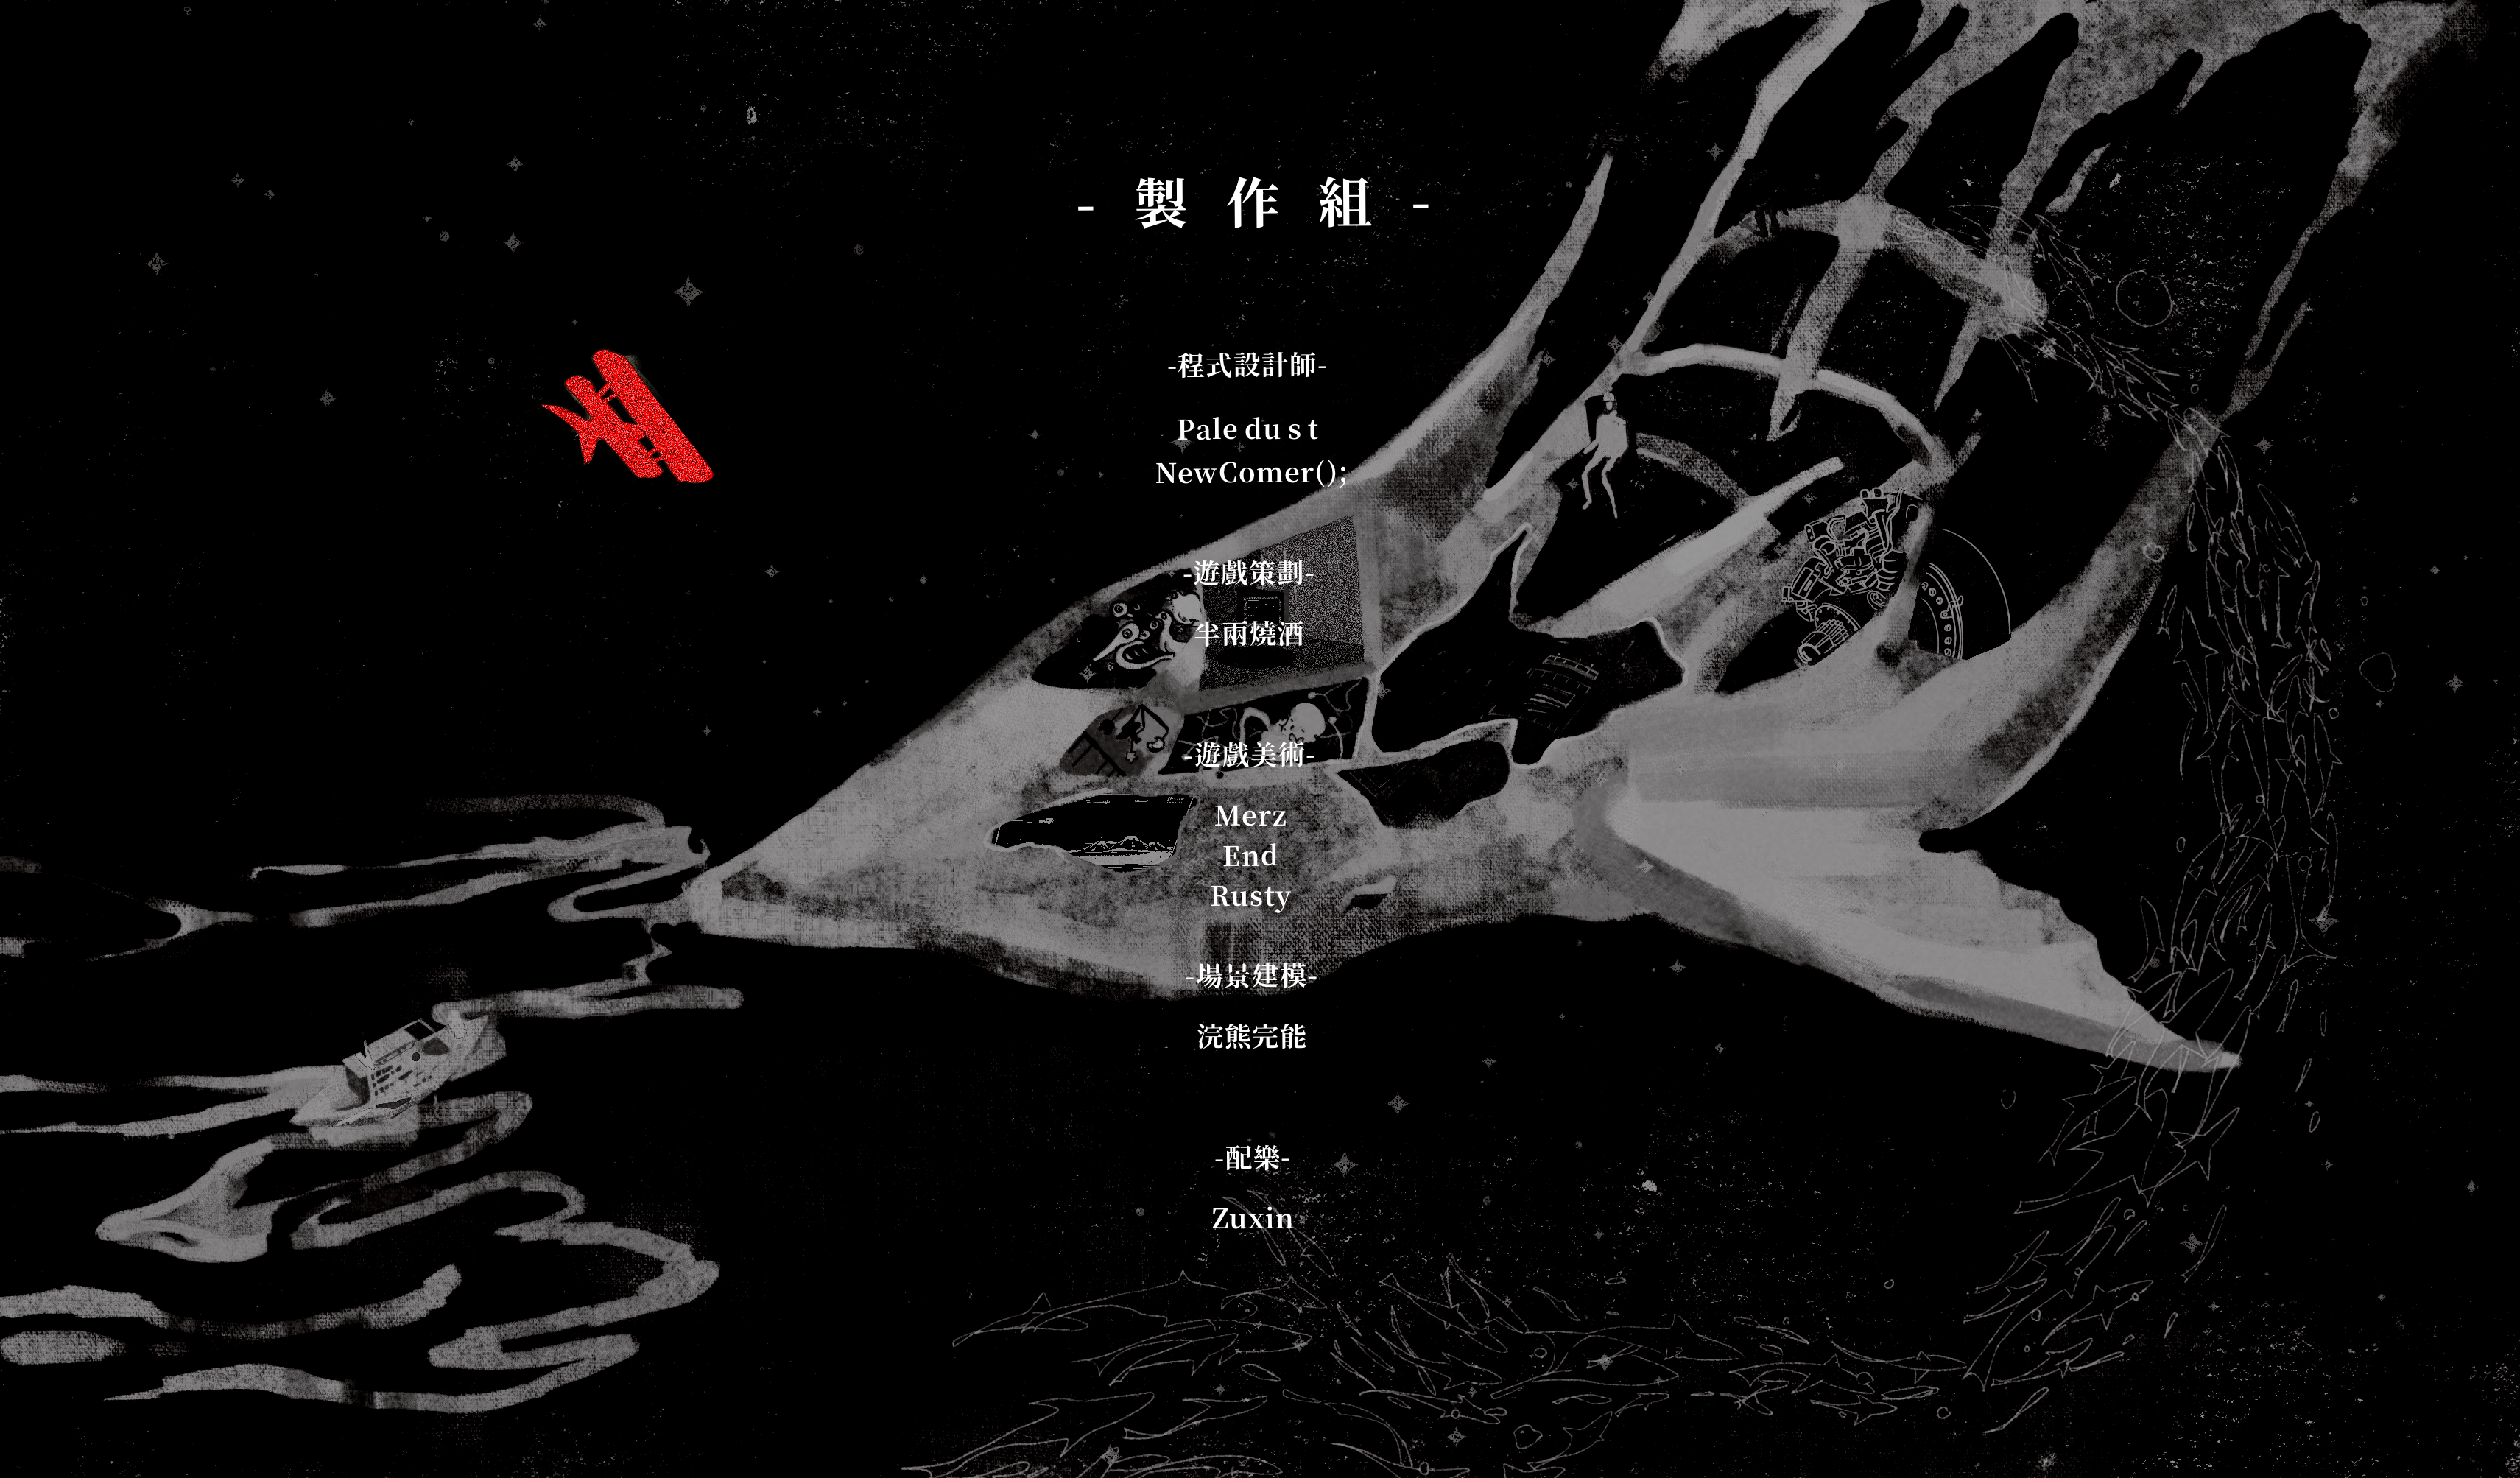 - 製 作 組 -
-程式設計師-
Pale du s t
NewComer();
-遊戲策劃-
半兩燒酒
-遊戲美術-
Merz
End
Rusty
-場景建模-
浣熊完能
-配樂-
Zuxin